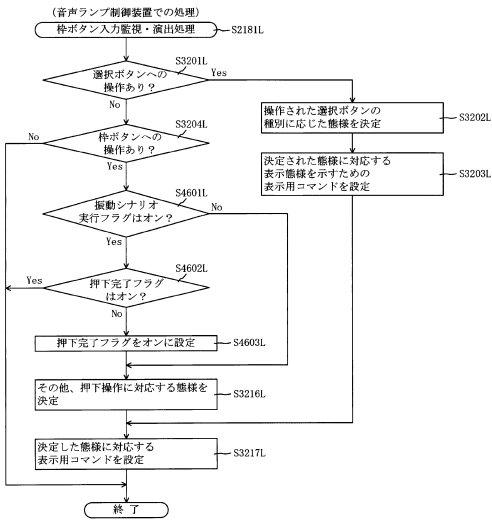 (音声ランプ制御装置での処理)
枠ボタン入力監視・演出処理
S2181L
S3201L
選択ボタンへの
操作あり?
Yes
No
操作された選択ボタンの
種別に応じた態様を決定
S3202L
S3204L
No
枠ボタンへの
操作あり?
Yes
決定された態様に対応する
表示態様を示すための
表示用コマンドを設定
S3203L
S4601L
振動シナリオ
実行フラグはオン?
No
Yes
S4602L
Yes
押下完了フラグ
はオン?
No
押下完了フラグをオンに設定
S4603L
その他、押下操作に対応する態様を
決定
S3216L
決定した態様に対応する
表示用コマンドを設定
S3217L
終了